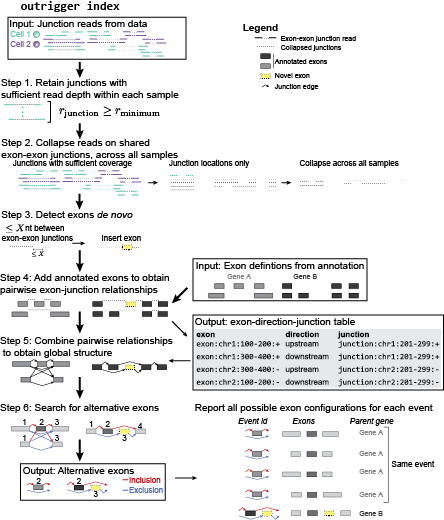 outrigger index
Input: Junction reads from data
Cell 1
Cell 2
Legend
Exon-exon junction read
Collapsed junctions
Annotated exons
Novel exon
Junction edge
Step 1. Retain junctions with
sufficient read depth within each sample
r junction ≥ r minimum
Step 2. Collapse reads on shared
exon-exon junctions, across all samples
Junctions with sufficient coverage
Junction locations only
Collapse across all samples
Step 3. Detect exons de novo
≤ X nt between
exon-exon junctions
Insert exon
≤ X
Step 4: Add annotated exons to obtain
pairwise exon-junction relationships
Input: Exon defintions from annotation
Gene A Gene B
Output: exon-direction-junction table
exon direction junction
exon:chr1:100-200:+ upstream junction:chr1:201-299:+
exon:chr1:300-400:+ downstream junction:chr1:201-299:+
exon:chr2:300-400:- upstream junction:chr2:201-299:-
exon:chr2:100-200:- downstream junction:chr2:201-299:-
Step 5: Combine pairwise relationships
to obtain global structure
Step 6: Search for alternative exons
1 2 3 4
1 2 3 4
Output: Alternative exons
2 2 3
Inclusion
Exclusion
Report all possible exon configurations for each event
Event id Exons Parent gene
Gene A
Gene A
Gene A
Gene A
Same event
Gene B